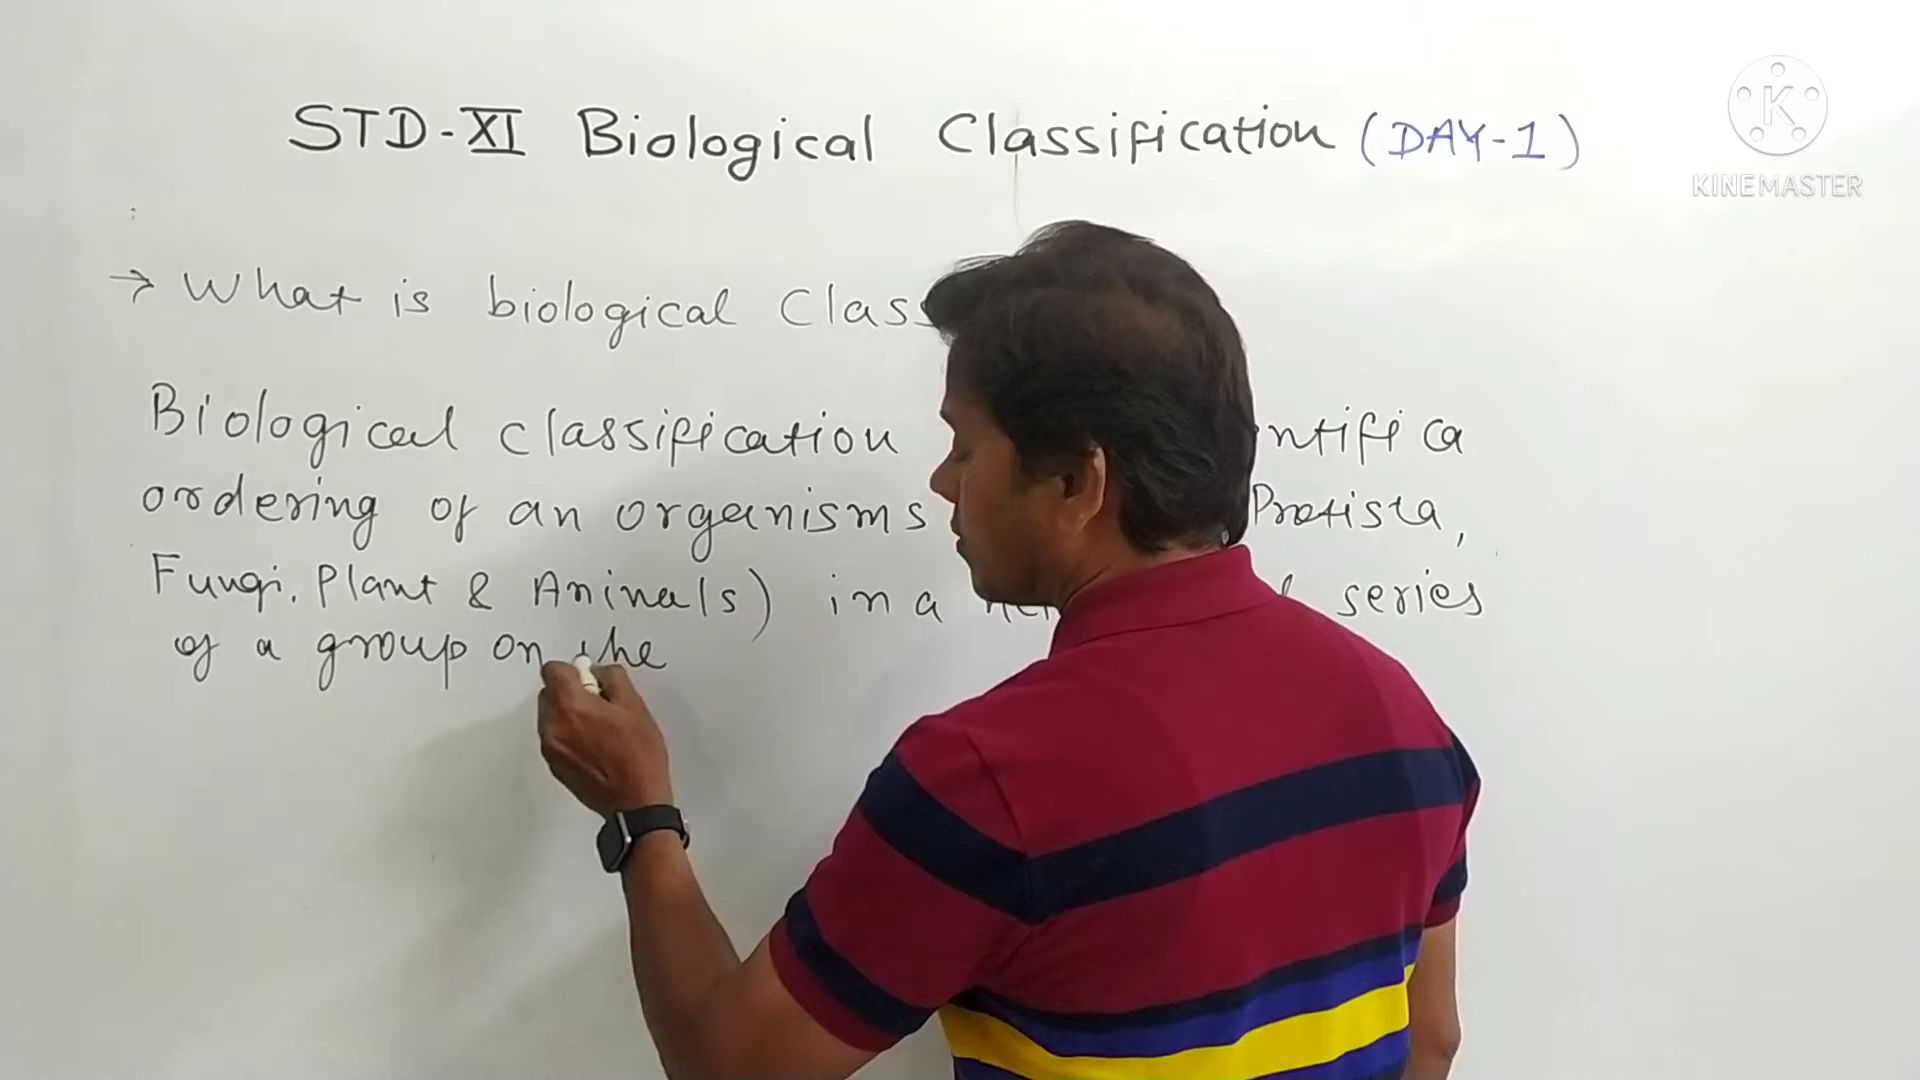 STD-XI Biological Classification (DAY-1)
KINEMASTER
→ What is biological Class
Biological classification ntifica
ordering of an organisms Protista,
Fungi, Plant & Animals) in a series
of a group on the